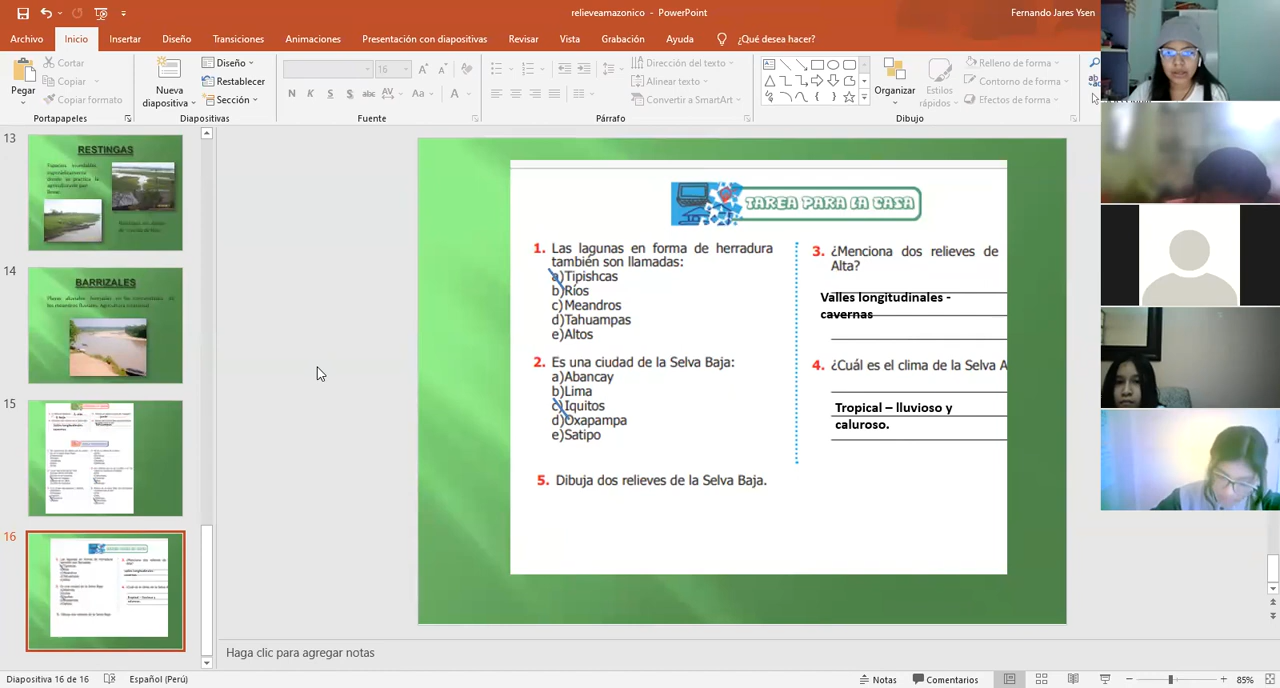 relieveamazonico - PowerPoint
Fernando Jares Ysen
Archivo Inicio Insertar Diseño Transiciones Animaciones Presentación con diapositivas Revisar Vista Grabación Ayuda ¿Qué desea hacer?
Pegar
Cortar
Copiar
Copiar formato
Portapapeles
Nueva
diapositiva
Diseño
Restablecer
Sección
Diapositivas
16
N K S S abc AV Aa A
Fuente
Dirección del texto
Alinear texto
Convertir a SmartArt
Párrafo
Organizar
Estilos
rápidos
Relleno de forma
Contorno de forma
Efectos de forma
Dibujo
13
RESTINGAS
14
BARRIZALES
15
16
TAREA PARA LA CASA
1. Las lagunas en forma de herradura
también son llamadas:
a)Tipishcas
b)Ríos
c)Meandros
d)Tahuampas
e)Altos
2. Es una ciudad de la Selva Baja:
a)Abancay
b)Lima
c)Iquitos
d)Oxapampa
e)Satipo
5. Dibuja dos relieves de la Selva Baja.
3. ¿Menciona dos relieves de
Alta?
Valles longitudinales -
cavernas
4. ¿Cuál es el clima de la Selva A
Tropical – lluvioso y
caluroso.
Haga clic para agregar notas
Diapositiva 16 de 16 Español (Perú) Notas Comentarios 85%